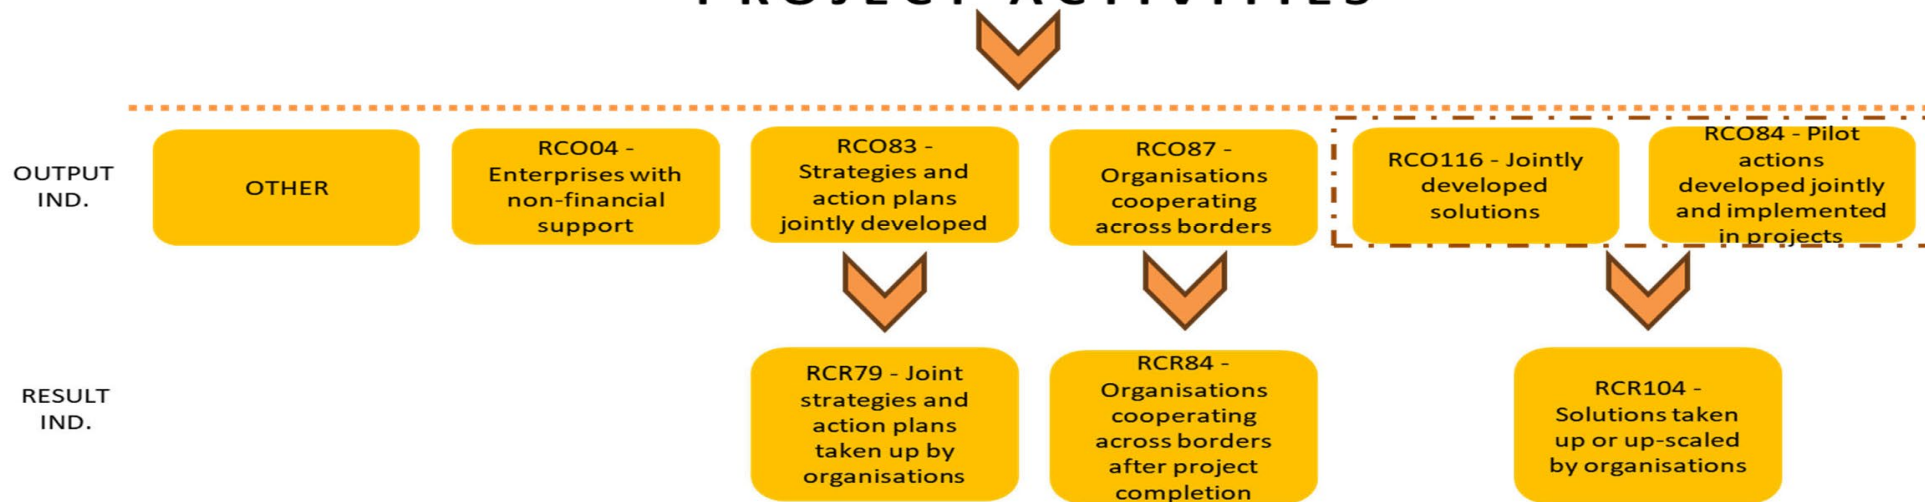 PROJECT ACTIVITIES
OUTPUT
IND.
OTHER
RCO04 -
Enterprises with
non-financial
support
RCO83 -
Strategies and
action plans
jointly developed
RCO87 -
Organisations
cooperating
across borders
RCO116 - Jointly
developed
solutions
RCO84 - Pilot
actions
developed jointly
and implemented
in projects
RESULT
IND.
RCR79 - Joint
strategies and
action plans
taken up by
organisations
RCR84 -
Organisations
cooperating
across borders
after project
completion
RCR104 -
Solutions taken
up or up-scaled
by organisations